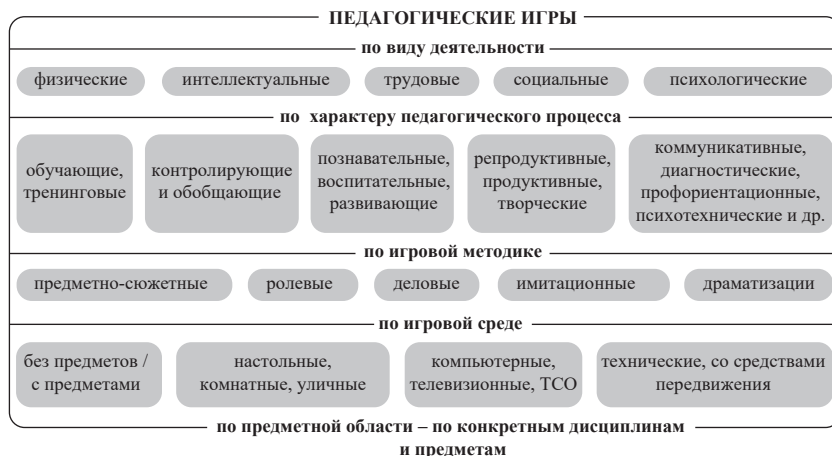 ПЕДАГОГИЧЕСКИЕ ИГРЫ
по виду деятельности
физические
интеллектуальные
трудовые
социальные
психологические
по характеру педагогического процесса
обучающие,
тренинговые
контролирующие
и обобщающие
познавательные,
воспитательные,
развивающие
репродуктивные,
продуктивные,
творческие
коммуникативные,
диагностические,
профориентационные,
психотехнические и др.
по игровой методике
предметно-сюжетные
ролевые
деловые
имитационные
драматизации
по игровой среде
без предметов /
с предметами
настольные,
комнатные, уличные
компьютерные,
телевизионные, ТСО
технические, со средствами
передвижения
по предметной области – по конкретным дисциплинам
и предметам